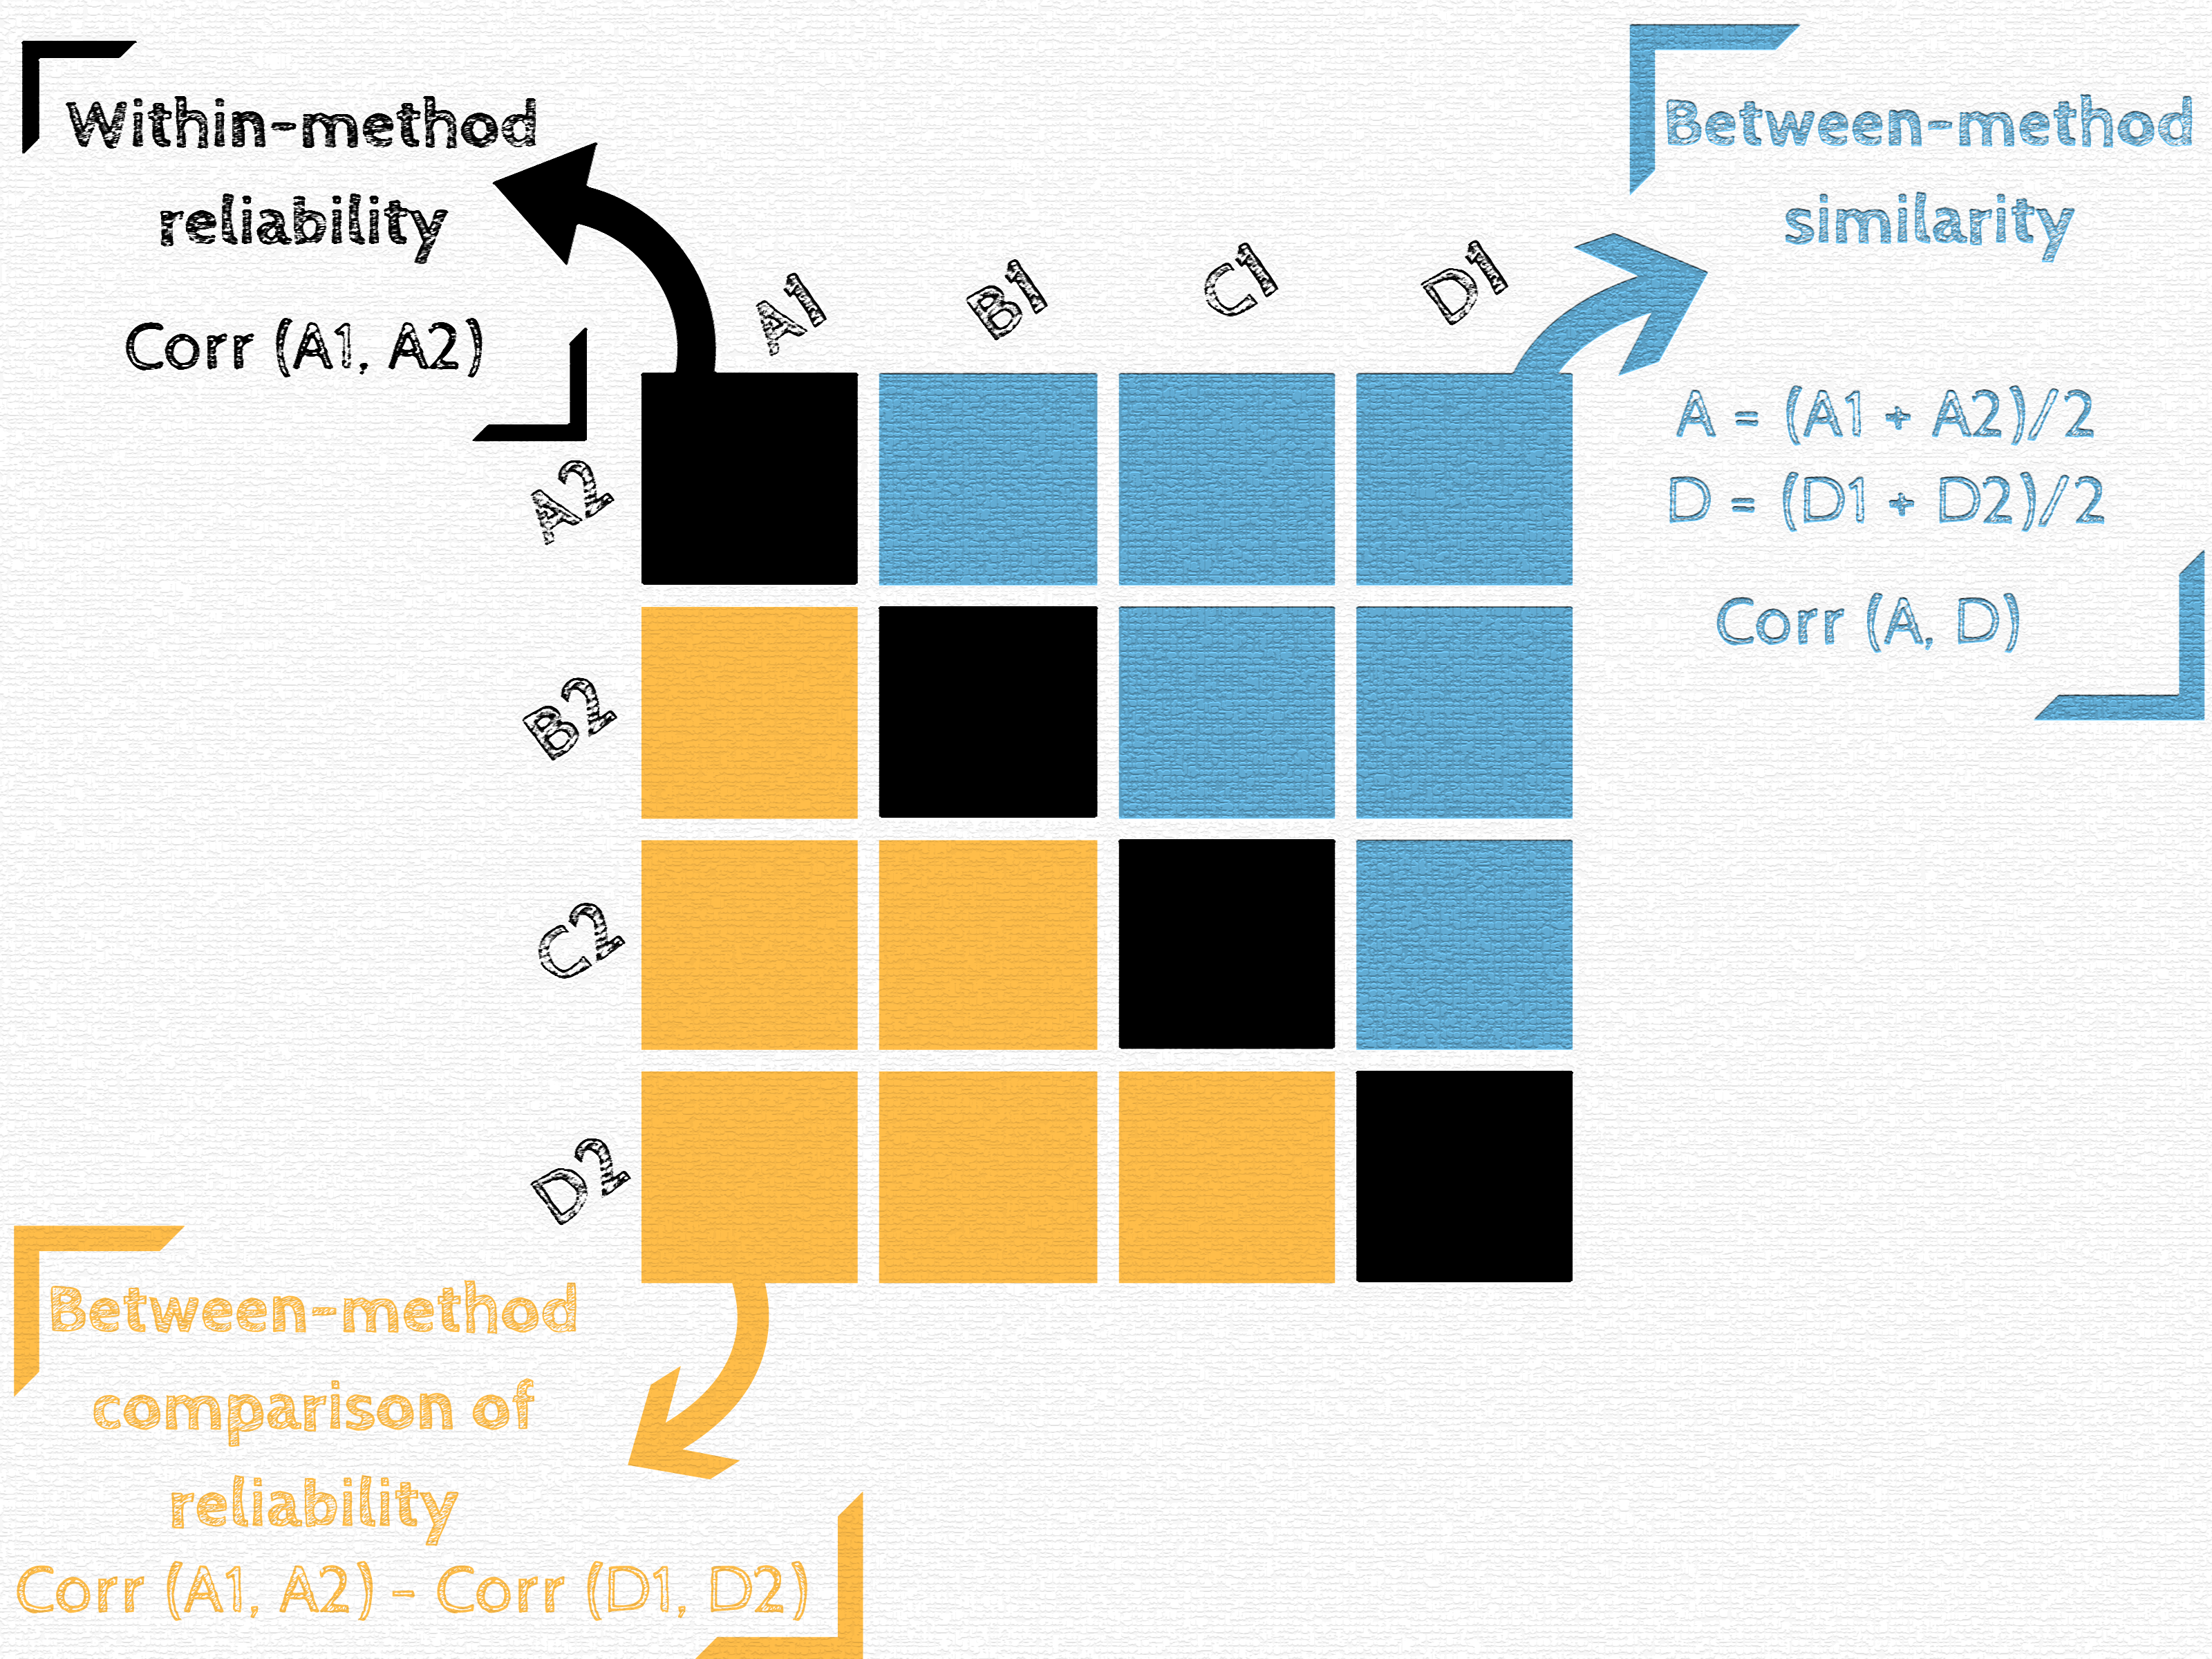 Within-method
reliability
Corr (A1, A2)
Between-method
similarity
A = (A1 + A2)/2
D = (D1 + D2)/2
Corr (A, D)
A1
B1
C1
D1
A2
B2
C2
D2
Between-method
comparison of
reliability
Corr (A1, A2) - Corr (D1, D2)